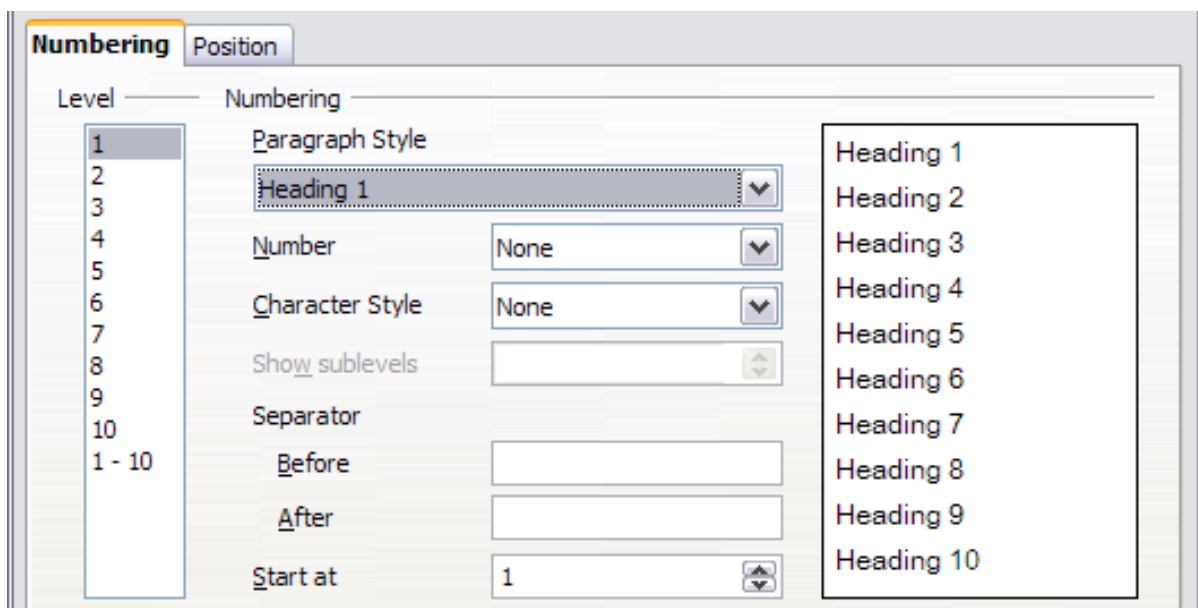 Numbering Position
Level Numbering
1
2
3
4
5
6
7
8
9
10
1 - 10
Paragraph Style
Heading 1
Number None
Character Style None
Show sublevels
Separator
Before
After
Start at 1
Heading 1
Heading 2
Heading 3
Heading 4
Heading 5
Heading 6
Heading 7
Heading 8
Heading 9
Heading 10